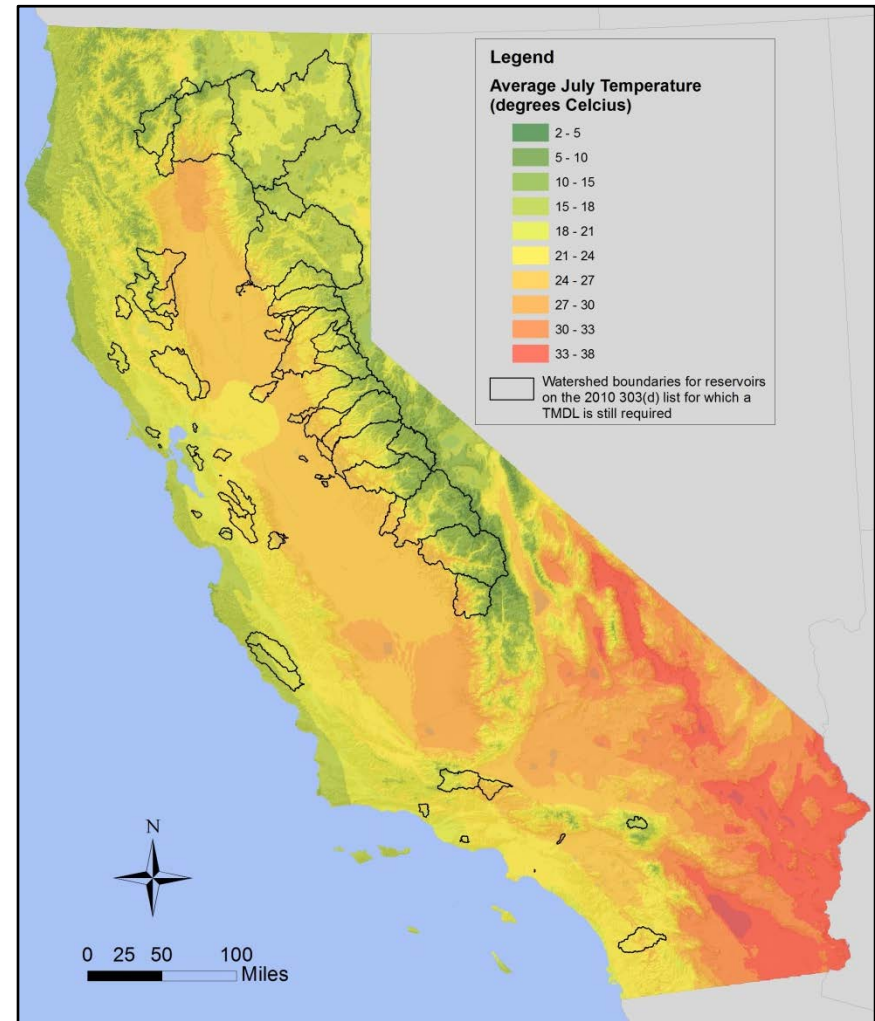 Legend
Average July Temperature
(degrees Celcius)
2 - 5
5 - 10
10 - 15
15 - 18
18 - 21
21 - 24
24 - 27
27 - 30
30 - 33
33 - 38
Watershed boundaries for reservoirs
on the 2010 303(d) list for which a
TMDL is still required
N
0 25 50 100
Miles